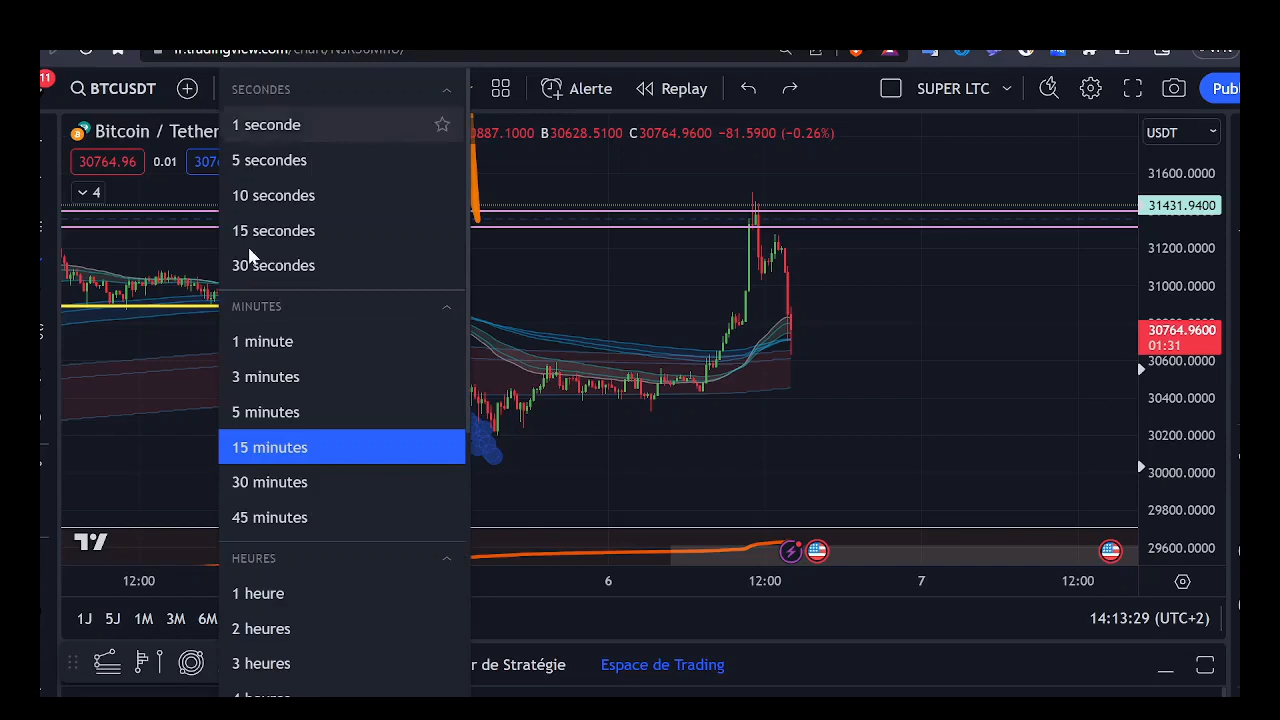 11
BTCUSDT
Alerte
Replay
SUPER LTC
Publ
Bitcoin / Tether
887.1000 B30628.5100 C30764.9600 −81.5900 (−0.26%)
USDT
30764.96
0.01
307
4
SECONDES
1 seconde
5 secondes
10 secondes
15 secondes
30 secondes
MINUTES
1 minute
3 minutes
5 minutes
15 minutes
30 minutes
45 minutes
HEURES
1 heure
2 heures
3 heures
31600.0000
31431.9400
31200.0000
31000.0000
30764.9600
01:31
30600.0000
30400.0000
30200.0000
30000.0000
29800.0000
29600.0000
12:00
6
12:00
7
12:00
1J 5J 1M 3M 6M
14:13:29 (UTC+2)
r de Stratégie
Espace de Trading